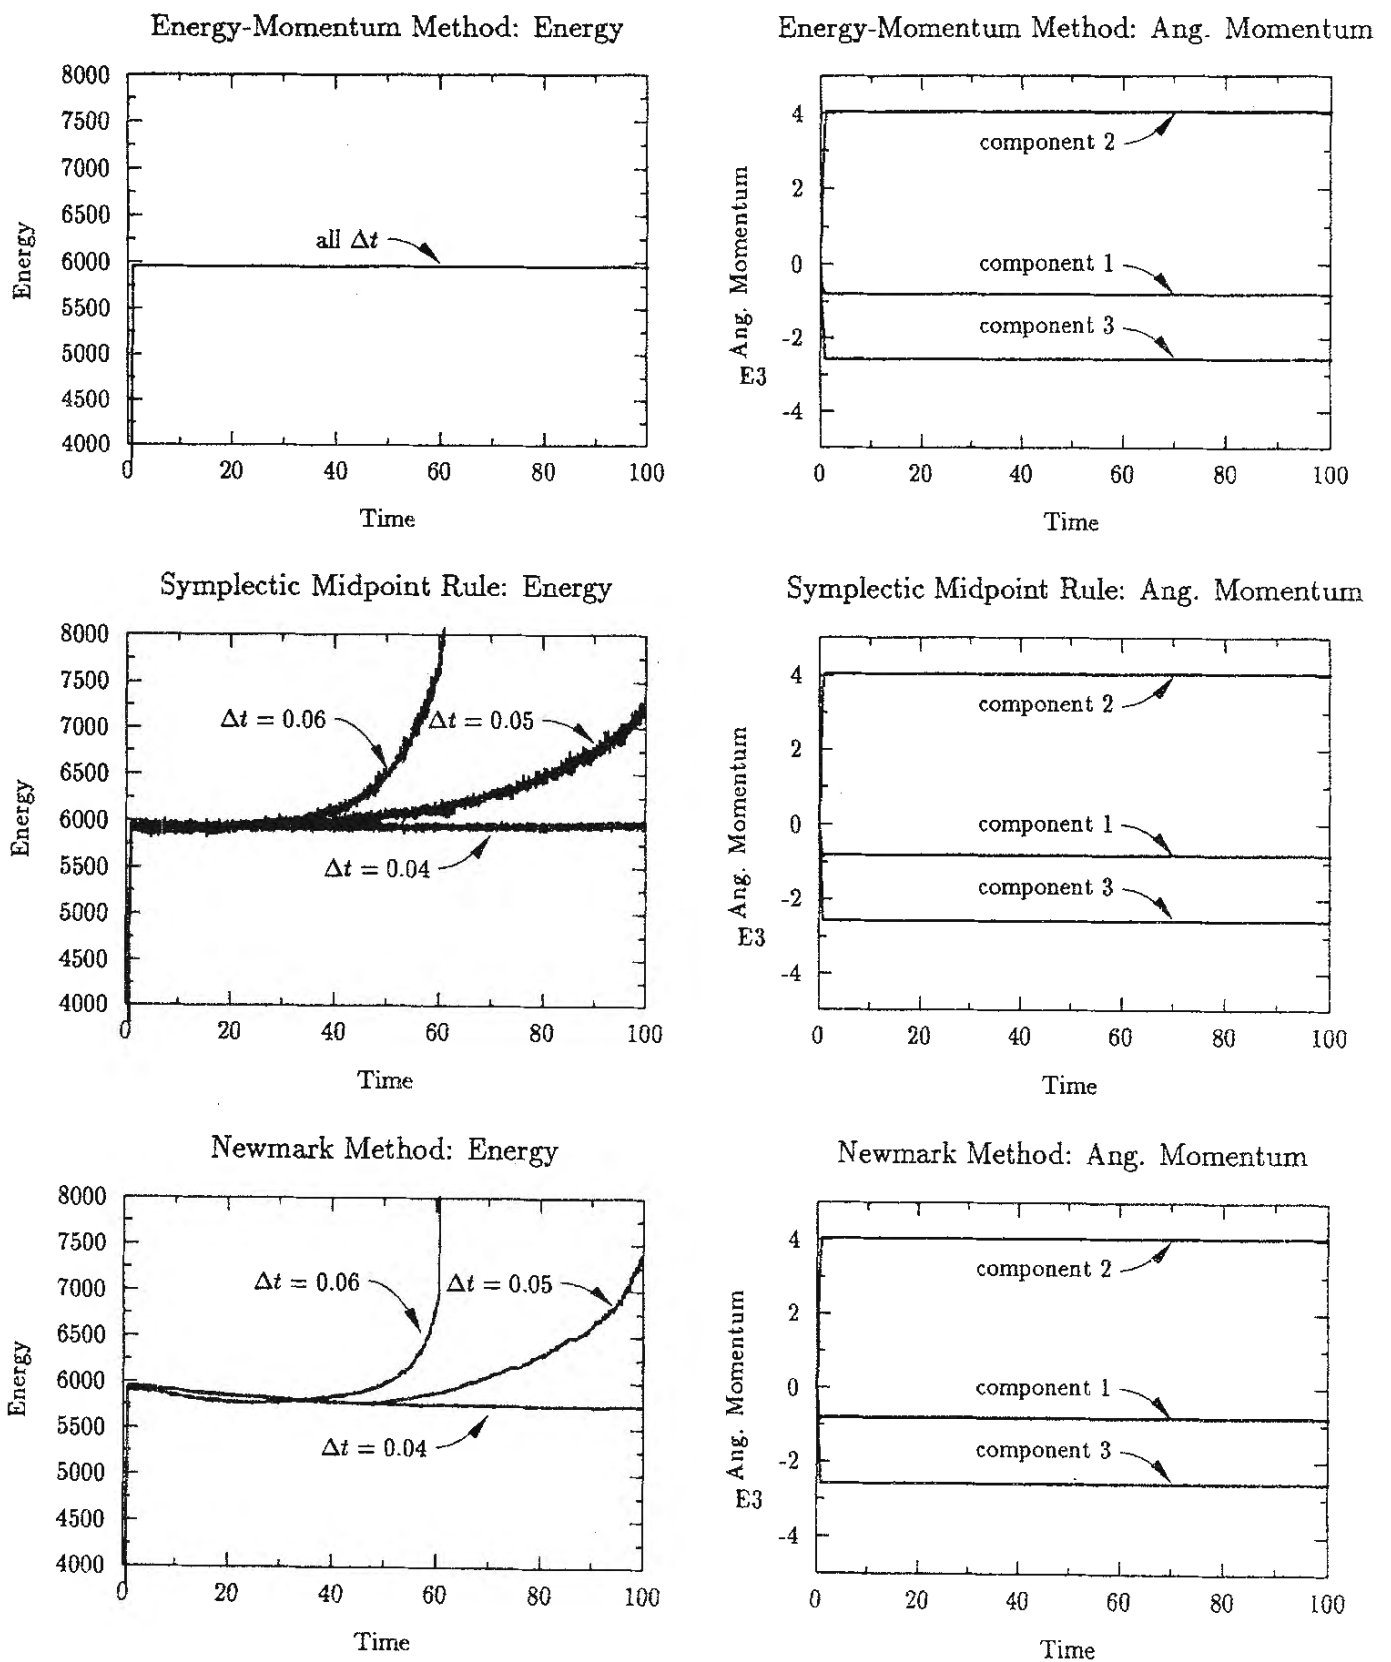 Energy-Momentum Method: Energy
8000
7500
7000
6500
6000
5500
5000
4500
4000
Energy
all Δt
0 20 40 60 80 100
Time
Energy-Momentum Method: Ang. Momentum
4
2
0
-2
-4
Ang. Momentum
E3
component 2
component 1
component 3
0 20 40 60 80 100
Time
Symplectic Midpoint Rule: Energy
8000
7500
7000
6500
6000
5500
5000
4500
4000
Energy
Δt = 0.06
Δt = 0.05
Δt = 0.04
0 20 40 60 80 100
Time
Symplectic Midpoint Rule: Ang. Momentum
4
2
0
-2
-4
Ang. Momentum
E3
component 2
component 1
component 3
0 20 40 60 80 100
Time
Newmark Method: Energy
8000
7500
7000
6500
6000
5500
5000
4500
4000
Energy
Δt = 0.06
Δt = 0.05
Δt = 0.04
0 20 40 60 80 100
Time
Newmark Method: Ang. Momentum
4
2
0
-2
-4
Ang. Momentum
E3
component 2
component 1
component 3
0 20 40 60 80 100
Time